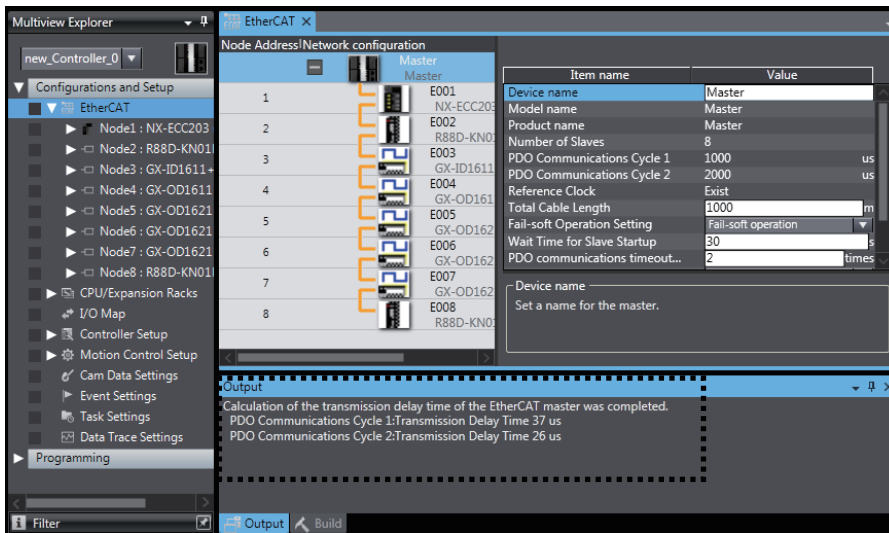 Multiview Explorer
new_Controller_0
Configurations and Setup
EtherCAT
Node1 : NX-ECC203
Node2 : R88D-KN01
Node3 : GX-ID1611+
Node4 : GX-OD1611
Node5 : GX-OD1621
Node6 : GX-OD1621
Node7 : GX-OD1621
Node8 : R88D-KN01
CPU/Expansion Racks
I/O Map
Controller Setup
Motion Control Setup
Cam Data Settings
Event Settings
Task Settings
Data Trace Settings
Programming
Filter
EtherCAT
Node Address Network configuration
Master
Master
1 E001
NX-ECC203
2 E002
R88D-KN0
3 E003
GX-ID1611
4 E004
GX-OD161
5 E005
GX-OD162
6 E006
GX-OD162
7 E007
GX-OD162
8 E008
R88D-KN0
Item name Value
Device name Master
Model name Master
Product name Master
Number of Slaves 8
PDO Communications Cycle 1 1000 us
PDO Communications Cycle 2 2000 us
Reference Clock Exist
Total Cable Length 1000 m
Fail-soft Operation Setting Fail-soft operation
Wait Time for Slave Startup 30 s
PDO communications timeout... 2 times
Device name
Set a name for the master.
Output
Calculation of the transmission delay time of the EtherCAT master was completed.
PDO Communications Cycle 1:Transmission Delay Time 37 us
PDO Communications Cycle 2:Transmission Delay Time 26 us
Output Build